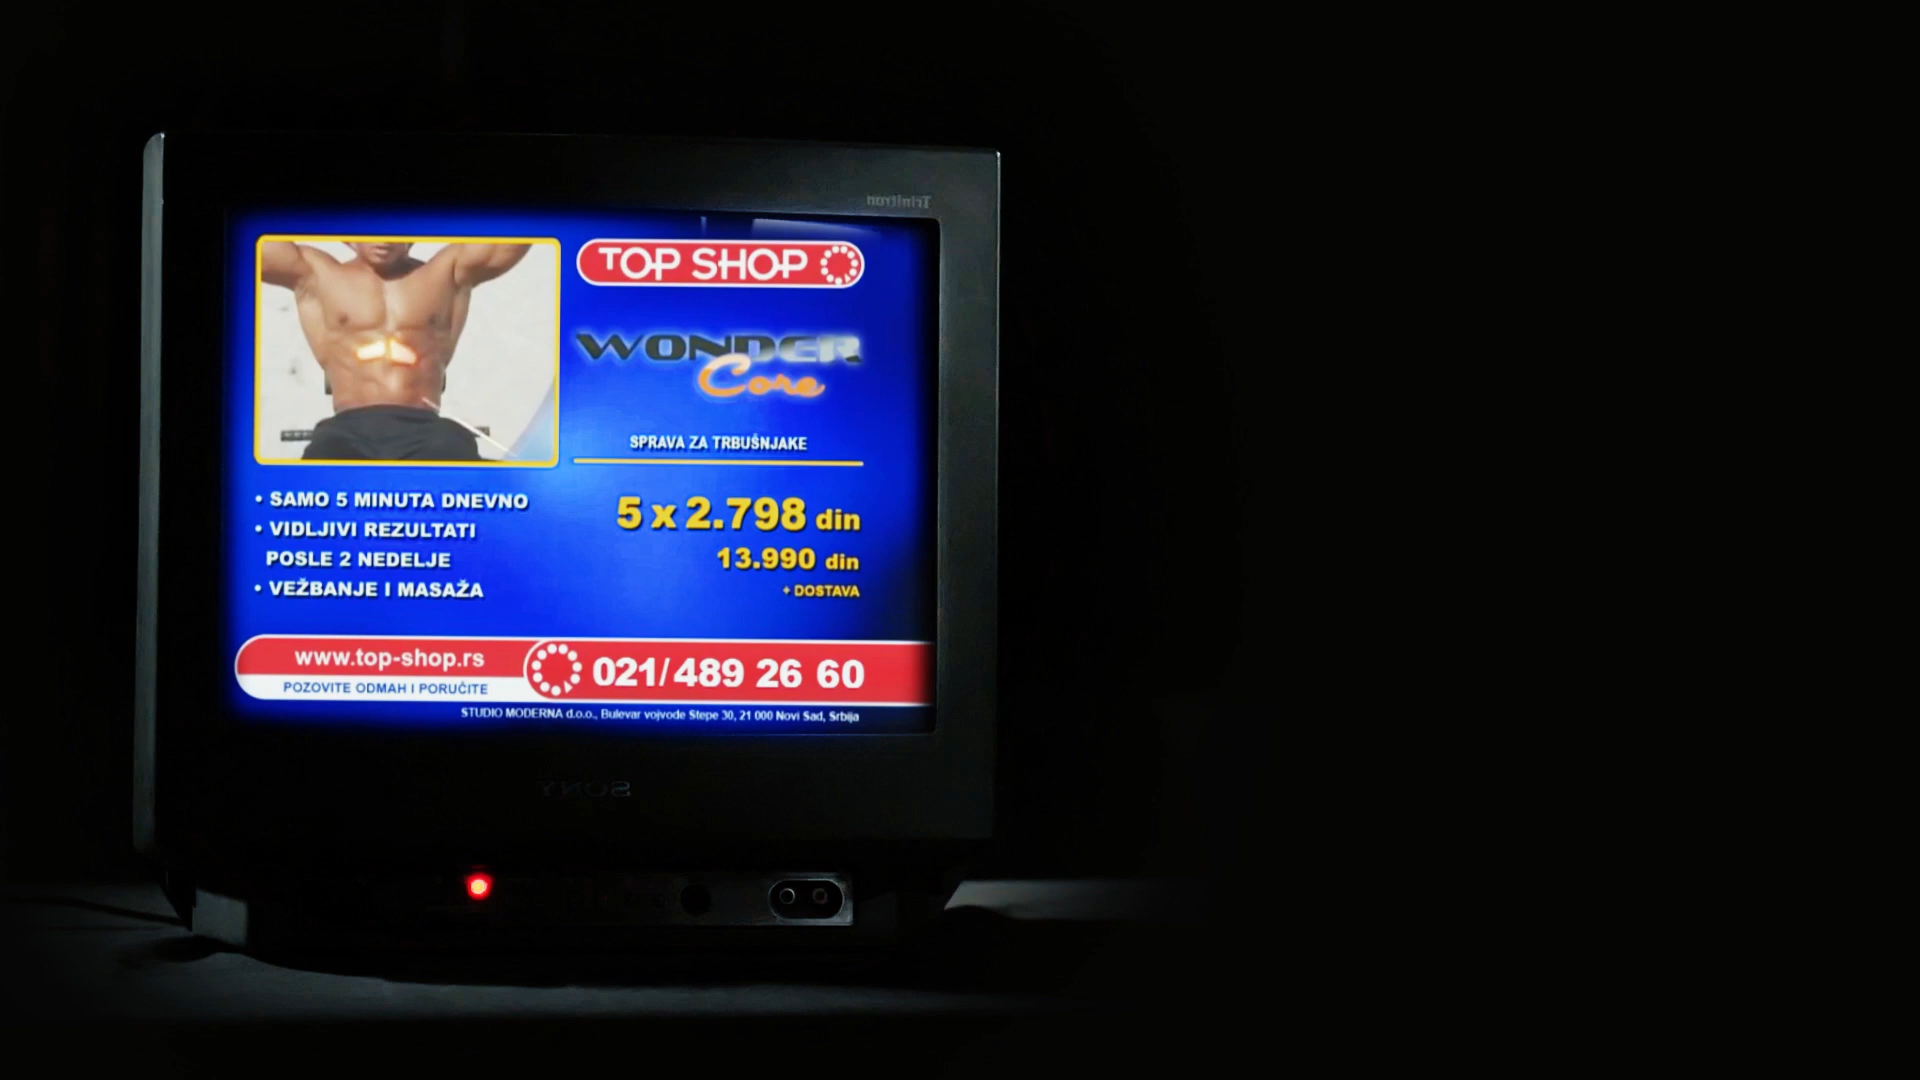 Trinitron
TOP SHOP
WONDER
Core
SPRAVA ZA TRBUŠNJAKE
• SAMO 5 MINUTA DNEVNO
• VIDLJIVI REZULTATI
POSLE 2 NEDELJE
• VEŽBANJE I MASAŽA
5 x 2.798 din
13.990 din
+ DOSTAVA
www.top-shop.rs
POZOVITE ODMAH I PORUČITE
021/489 26 60
STUDIO MODERNA d.o.o., Bulevar vojvode Stepe 30, 21 000 Novi Sad, Srbija
SONY